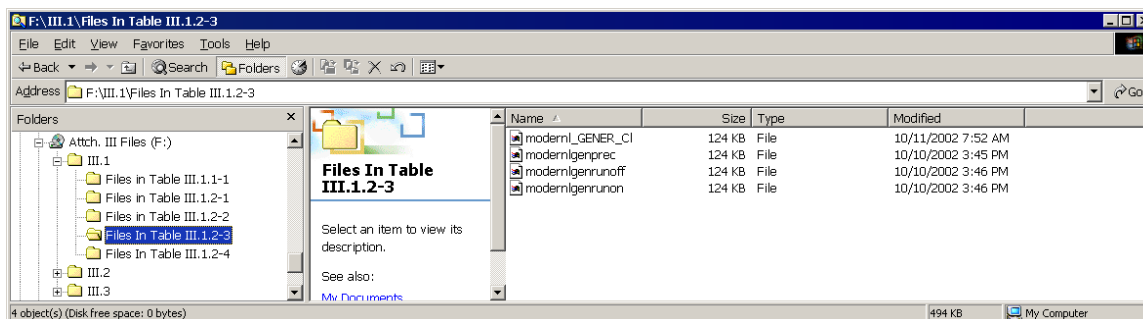 F:\III.1\Files In Table III.1.2-3
File Edit View Favorites Tools Help
Back Search Folders
Address F:\III.1\Files In Table III.1.2-3 Go
Folders
Attch. III Files (F:)
III.1
Files in Table III.1.1-1
Files in Table III.1.2-1
Files in Table III.1.2-2
Files In Table III.1.2-3
Files In Table III.1.2-4
III.2
III.3
Files In Table
III.1.2-3
Select an item to view its
description.
See also:
My Documents
Name Size Type Modified
modernl_GENER_Cl 124 KB File 10/11/2002 7:52 AM
modernlgenprec 124 KB File 10/10/2002 3:45 PM
modernlgenrunoff 124 KB File 10/10/2002 3:46 PM
modernlgenrunon 124 KB File 10/10/2002 3:46 PM
4 object(s) (Disk free space: 0 bytes) 494 KB My Computer